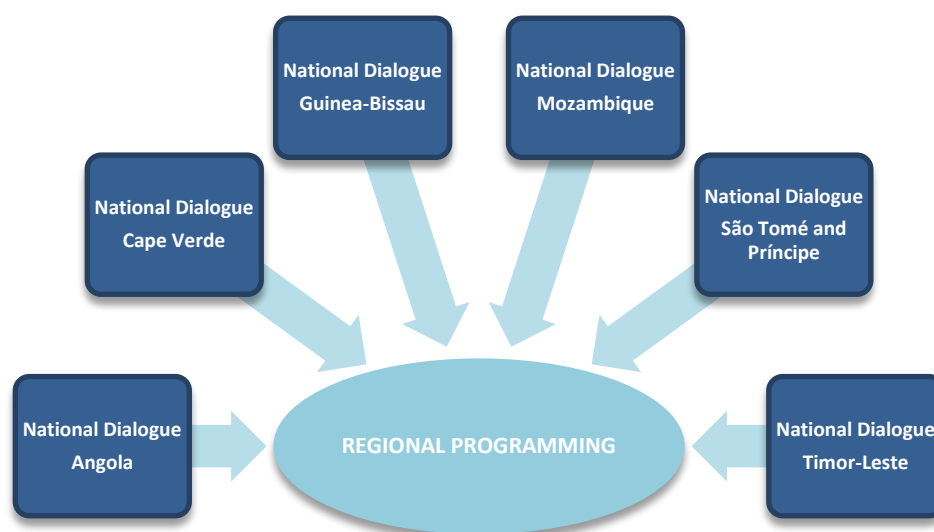 National Dialogue
Guinea-Bissau
National Dialogue
Mozambique
National Dialogue
Cape Verde
National Dialogue
São Tomé and
Príncipe
National Dialogue
Angola
REGIONAL PROGRAMMING
National Dialogue
Timor-Leste